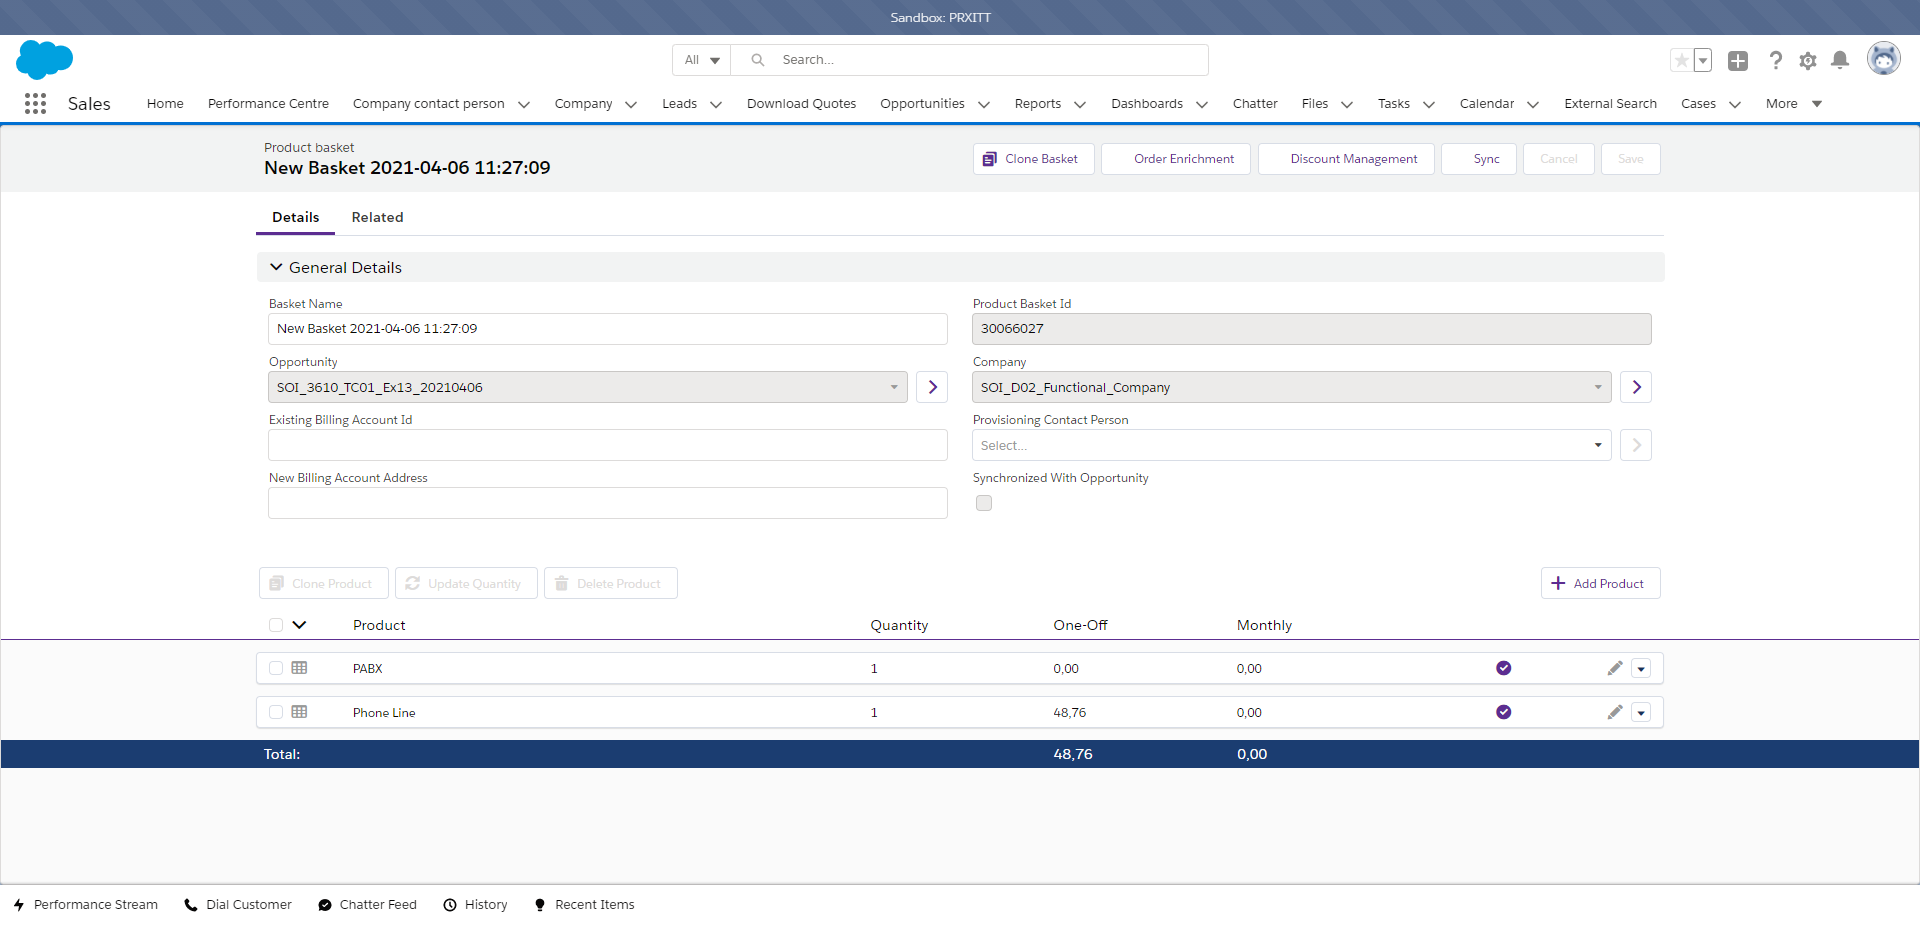 Sandbox: PRXITT
All Search...
Sales Home Performance Centre Company contact person Company Leads Download Quotes Opportunities Reports Dashboards Chatter Files Tasks Calendar External Search Cases More
Product basket
New Basket 2021-04-06 11:27:09
Clone Basket Order Enrichment Discount Management Sync Cancel Save
Details Related
General Details
Basket Name Product Basket Id
New Basket 2021-04-06 11:27:09 30066027
Opportunity Company
SOI_3610_TC01_Ex13_20210406 SOI_D02_Functional_Company
Existing Billing Account Id Provisioning Contact Person
Select...
New Billing Account Address Synchronized With Opportunity
Clone Product Update Quantity Delete Product Add Product
Product Quantity One-Off Monthly
PABX 1 0,00 0,00
Phone Line 1 48,76 0,00
Total: 48,76 0,00
Performance Stream Dial Customer Chatter Feed History Recent Items